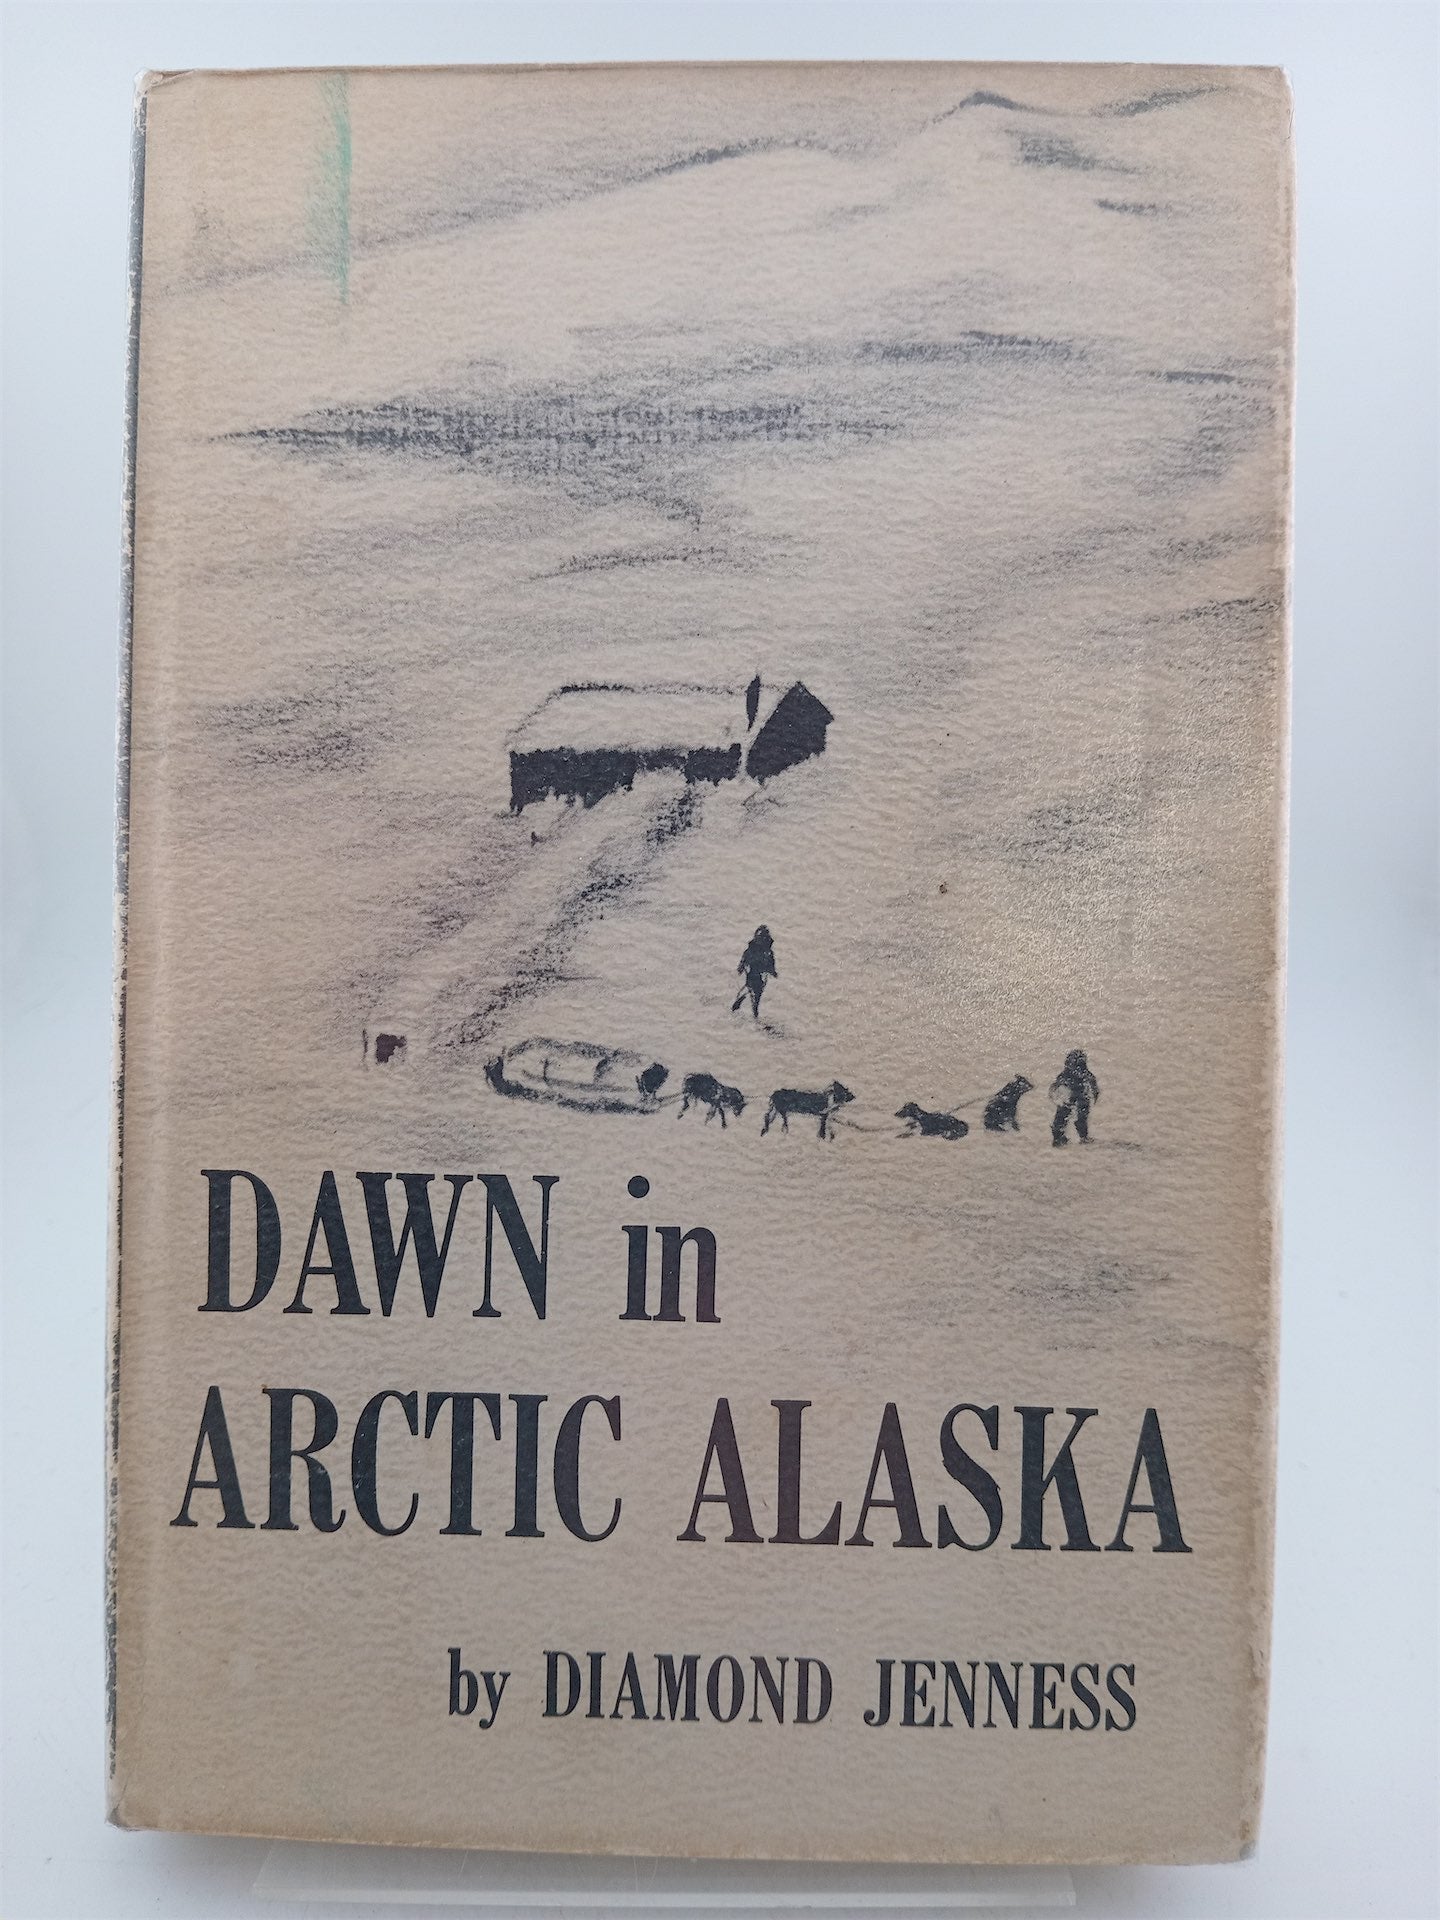 DAWN in
ARCTIC ALASKA
by DIAMOND JENNESS